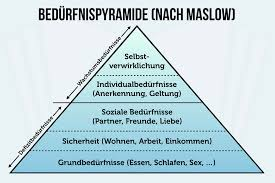 BEDÜRFNISPYRAMIDE (NACH MASLOW)
Selbst-
verwirklichung
Individualbedürfnisse
(Anerkennung, Geltung)
Soziale Bedürfnisse
(Partner, Freunde, Liebe)
Sicherheit (Wohnen, Arbeit, Einkommen)
Grundbedürfnisse (Essen, Schlafen, Sex, ...)
Wachstumsbedürfnisse
Defizitbedürfnisse